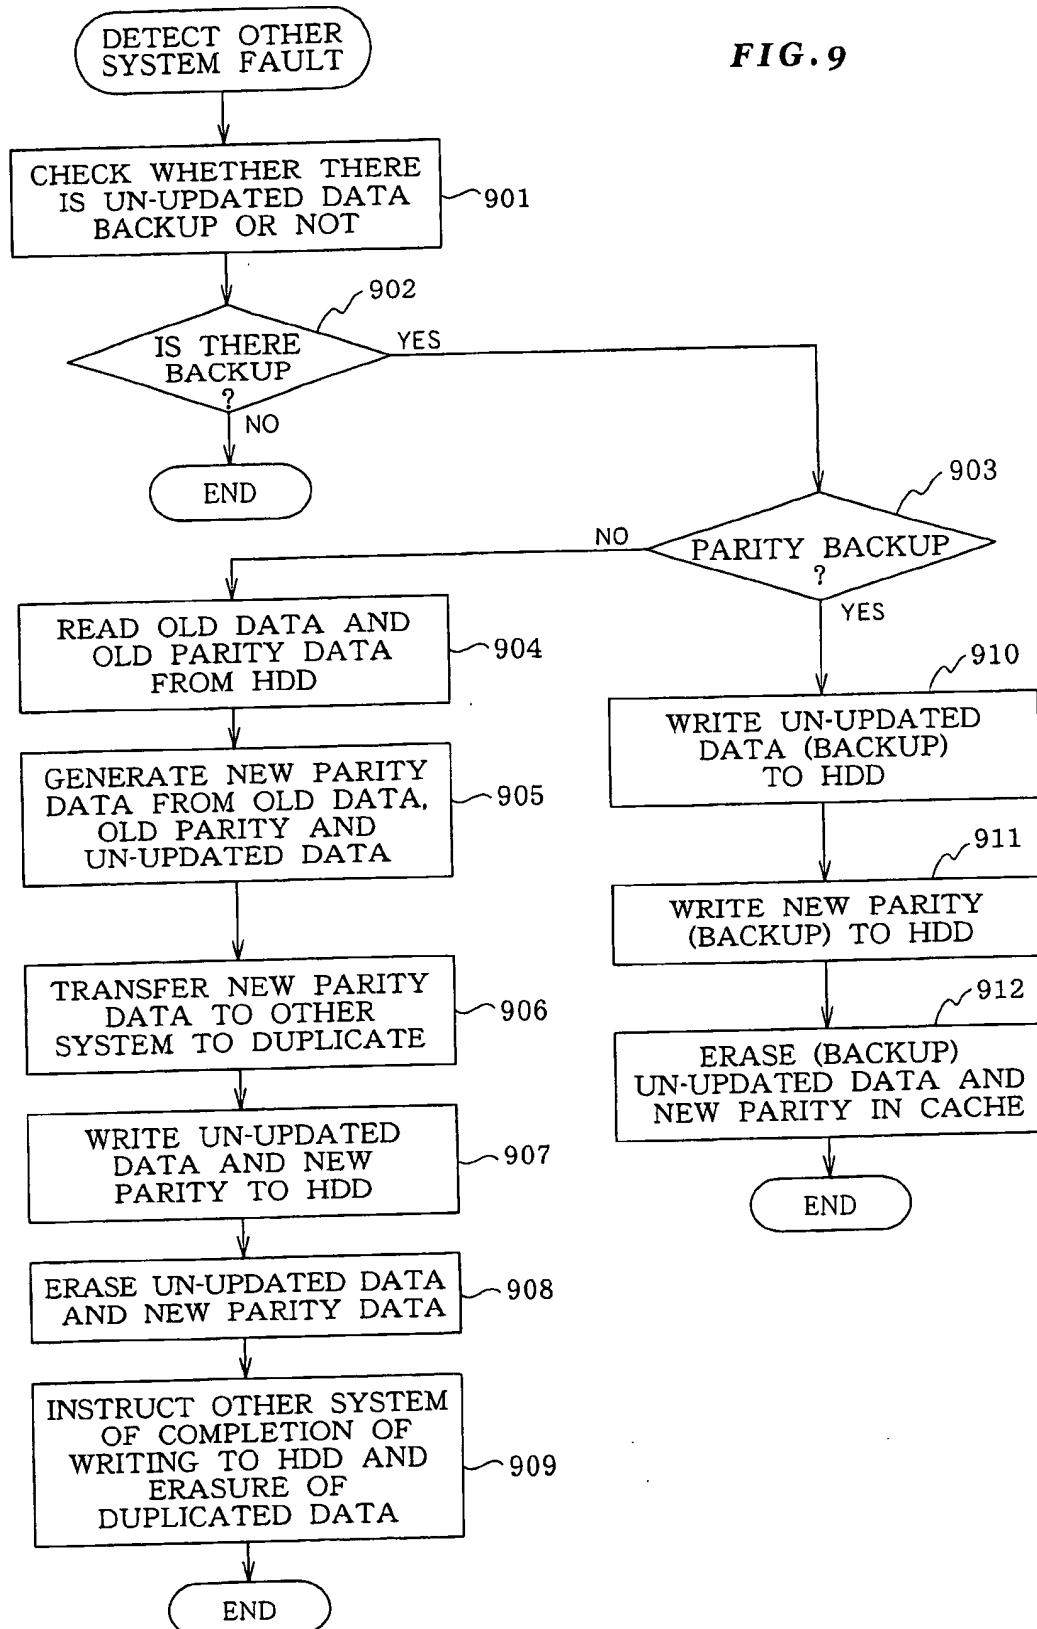 DETECT OTHER
SYSTEM FAULT
FIG.9
CHECK WHETHER THERE
IS UN-UPDATED DATA
BACKUP OR NOT
901
902
IS THERE
BACKUP
?
YES
NO
END
903
PARITY BACKUP
?
NO
YES
READ OLD DATA AND
OLD PARITY DATA
FROM HDD
904
GENERATE NEW PARITY
DATA FROM OLD DATA,
OLD PARITY AND
UN-UPDATED DATA
905
TRANSFER NEW PARITY
DATA TO OTHER
SYSTEM TO DUPLICATE
906
WRITE UN-UPDATED
DATA AND NEW
PARITY TO HDD
907
ERASE UN-UPDATED DATA
AND NEW PARITY DATA
908
INSTRUCT OTHER SYSTEM
OF COMPLETION OF
WRITING TO HDD AND
ERASURE OF
DUPLICATED DATA
909
END
910
WRITE UN-UPDATED
DATA (BACKUP)
TO HDD
911
WRITE NEW PARITY
(BACKUP) TO HDD
912
ERASE (BACKUP)
UN-UPDATED DATA AND
NEW PARITY IN CACHE
END